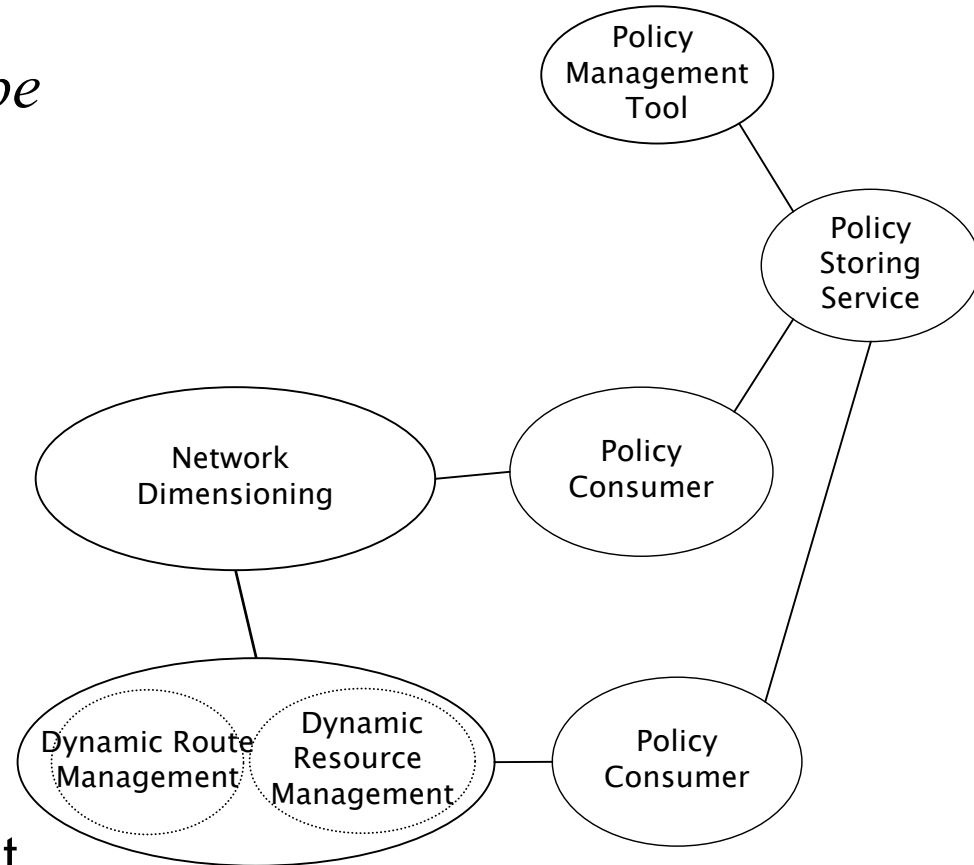 Policy
Management
Tool
Policy
Storing
Service
Network
Dimensioning
Policy
Consumer
Dynamic Route
Management
Dynamic
Resource
Management
Policy
Consumer